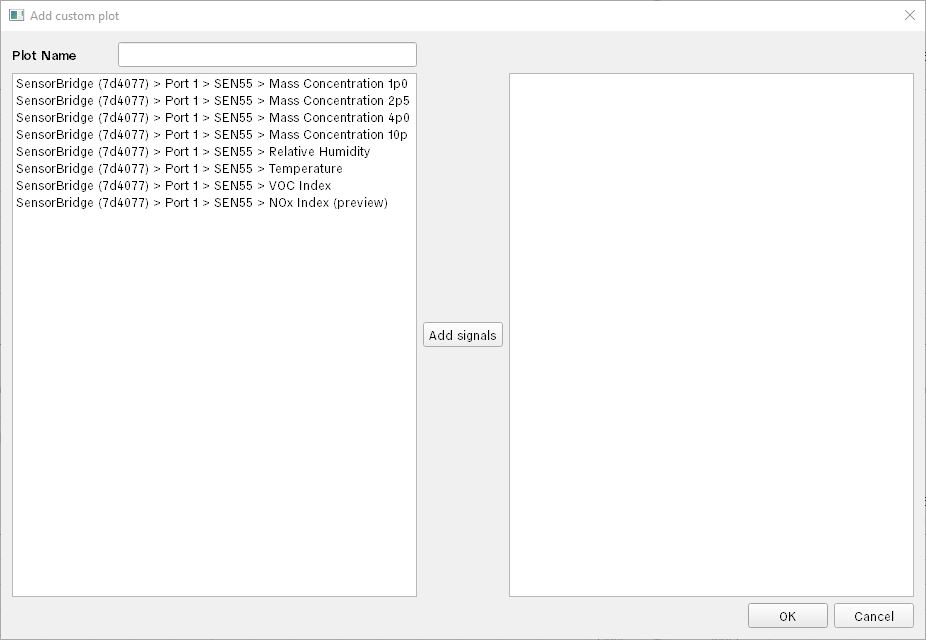 Add custom plot
Plot Name
SensorBridge (7d4077) > Port 1 > SEN55 > Mass Concentration 1p0
SensorBridge (7d4077) > Port 1 > SEN55 > Mass Concentration 2p5
SensorBridge (7d4077) > Port 1 > SEN55 > Mass Concentration 4p0
SensorBridge (7d4077) > Port 1 > SEN55 > Mass Concentration 10p
SensorBridge (7d4077) > Port 1 > SEN55 > Relative Humidity
SensorBridge (7d4077) > Port 1 > SEN55 > Temperature
SensorBridge (7d4077) > Port 1 > SEN55 > VOC Index
SensorBridge (7d4077) > Port 1 > SEN55 > NOx Index (preview)
Add signals
OK
Cancel